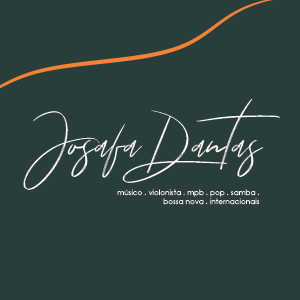 Josafa Dantas
músico . violonista . mpb . pop . samba .
bossa nova . internacionais